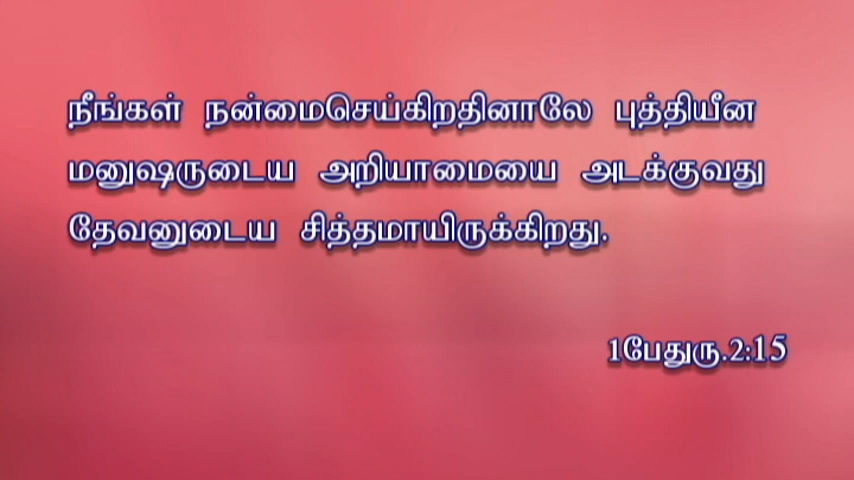 நீங்கள் நன்மைசெய்கிறதினாலே புத்தியீன
மனுஷருடைய அறியாமையை அடக்குவது
தேவனுடைய சித்தமாயிருக்கிறது.
1பேதுரு.2:15